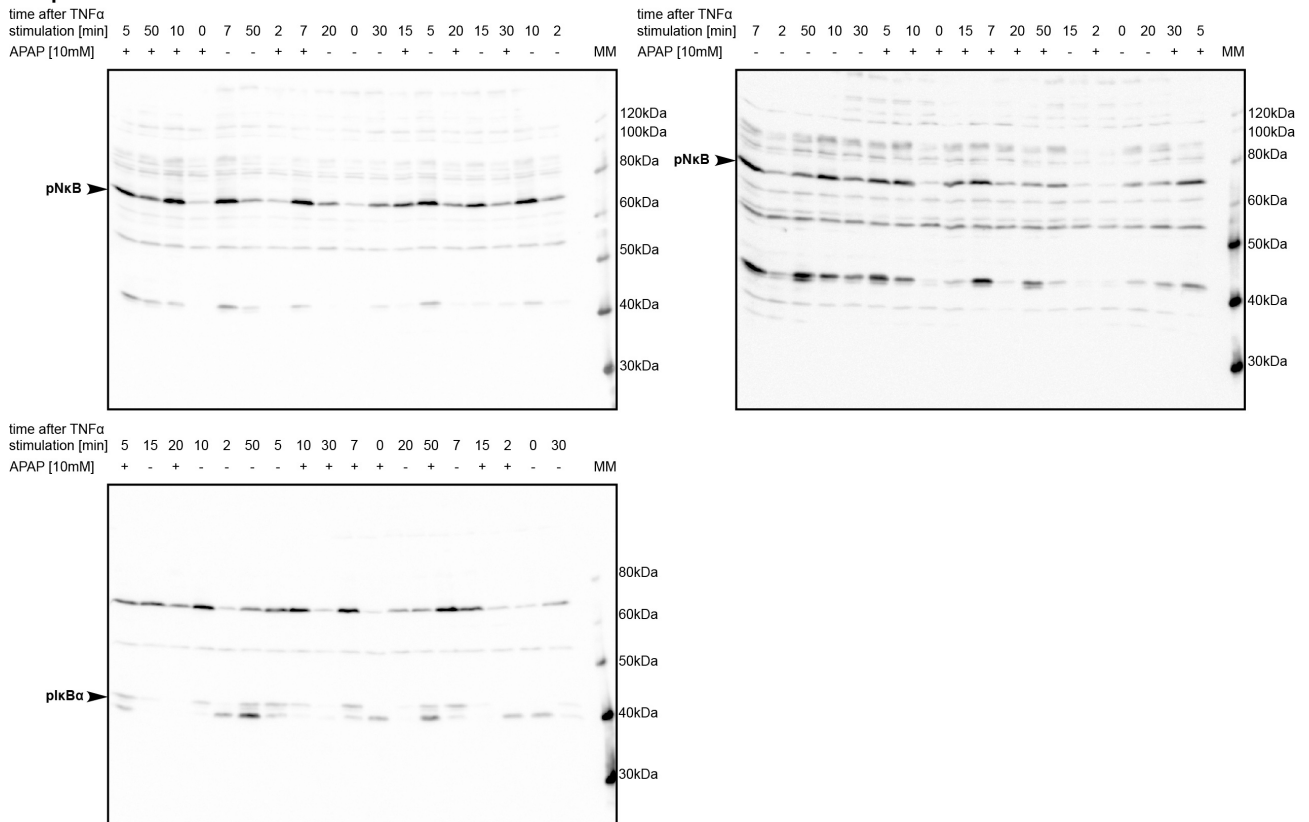 time after TNFα
stimulation [min] 5 50 10 0 7 50 2 7 20 0 30 15 5 20 15 30 10 2
APAP [10mM] + + + + - - + + - - - + + + - + - - MM
120kDa
100kDa
80kDa
pNκB
60kDa
50kDa
40kDa
30kDa
time after TNFα
stimulation [min] 7 2 50 10 30 5 10 0 15 7 20 50 15 2 0 20 30 5
APAP [10mM] - - - - - + + + + + + + - + - - + + MM
120kDa
100kDa
80kDa
pNκB
60kDa
50kDa
40kDa
30kDa
time after TNFα
stimulation [min] 5 15 20 10 2 50 5 10 30 7 0 20 50 7 15 2 0 30
APAP [10mM] + - + - - - - + + + + - + - + + - - MM
80kDa
60kDa
50kDa
pIκBα
40kDa
30kDa